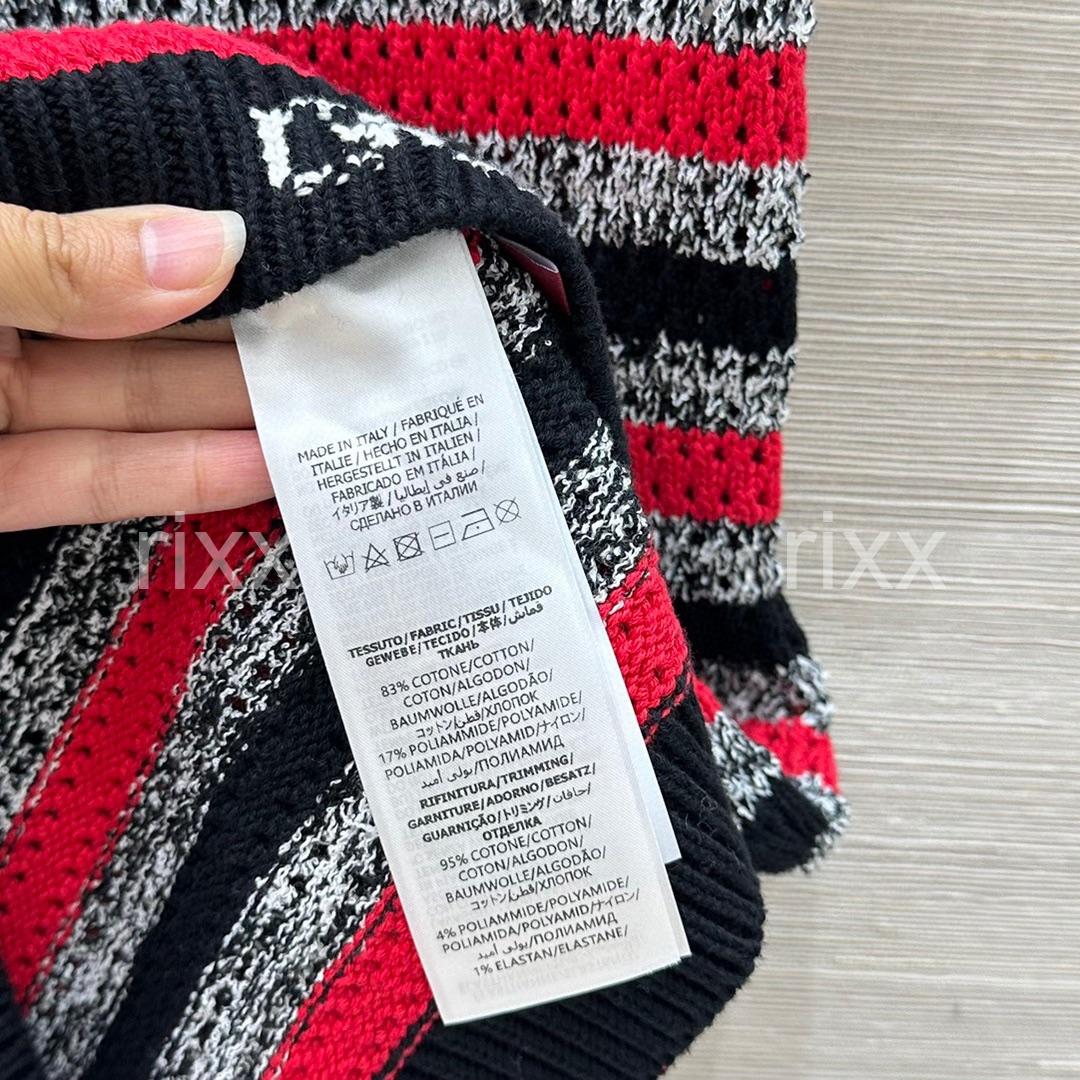 MADE IN ITALY / FABRIQUÉ EN
ITALIE / HECHO EN ITALIA /
HERGESTELLT IN ITALIEN /
FABRICADO EM ITÁLIA /
イタリア製 / صنع في إيطاليا /
СДЕЛАНО В ИТАЛИИ
rixx rixx
TESSUTO/FABRIC/TISSU/TEJIDO
GEWEBE/TECIDO/本体/قماش/
ТКАНЬ
83% COTONE/COTTON/
COTON/ALGODON/
BAUMWOLLE/ALGODÃO/
コットン/قطن/ХЛОПОК
17% POLIAMMIDE/POLYAMIDE/
POLIAMIDA/POLYAMID/ナイロン/
بولي أميد/ПОЛИАМИД
RIFINITURA/TRIMMING/
GARNITURE/ADORNO/BESATZ/
GUARNIÇÃO/トリミング/حافات/
ОТДЕЛКА
95% COTONE/COTTON/
COTON/ALGODON/
BAUMWOLLE/ALGODÃO/
コットン/قطن/ХЛОПОК
4% POLIAMMIDE/POLYAMIDE/
POLIAMIDA/POLYAMID/ナイロン/
بولي أميد/ПОЛИАМИД
1% ELASTAN/ELASTANE/